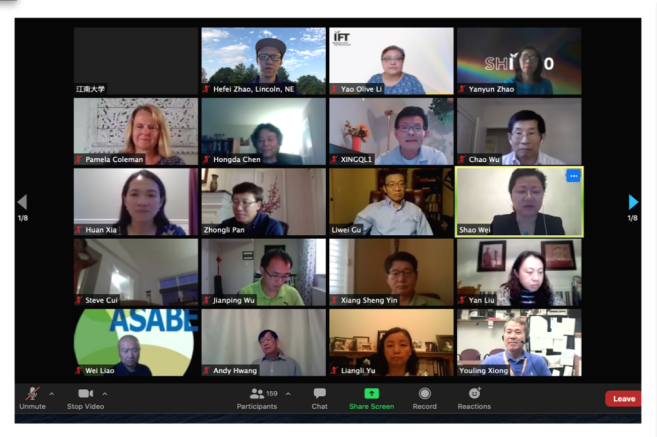 江南大学
Hefei Zhao, Lincoln, NE
IFT
Yao Olive Li
SHI
Yanyun Zhao
Pamela Coleman
Hongda Chen
XINGQL1
Chao Wu
1/8
Huan Xia
Zhongli Pan
Liwei Gu
Shao Wei
1/8
Steve Cui
Jianping Wu
Xiang Sheng Yin
Yan Liu
ASABE
Wei Liao
Andy Hwang
Liangli Yu
Youling Xiong
Unmute
Stop Video
159
Participants
Chat
Share Screen
Record
Reactions
Leave